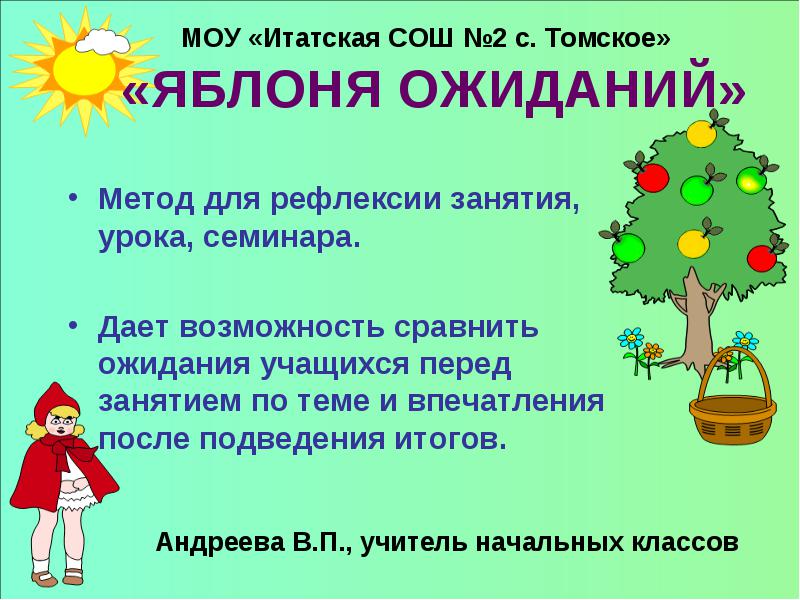 МОУ «Итатская СОШ №2 с. Томское»
«ЯБЛОНЯ ОЖИДАНИЙ»
• Метод для рефлексии занятия,
урока, семинара.
• Дает возможность сравнить
ожидания учащихся перед
занятием по теме и впечатления
после подведения итогов.
Андреева В.П., учитель начальных классов